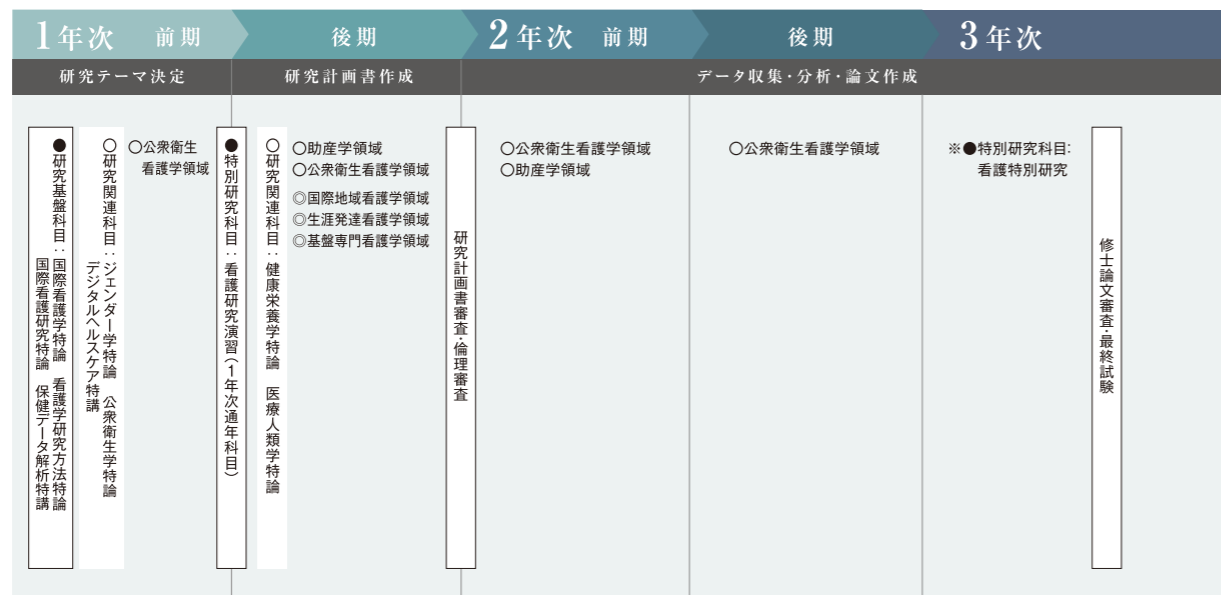 1年次 前期
後期
2年次 前期
後期
3年次
研究テーマ決定
研究計画書作成
データ収集・分析・論文作成
●研究基盤科目：国際看護学特論 看護学研究方法特論
国際看護研究特論 保健データ解析特講
○研究関連科目：ジェンダー学特論 公衆衛生学特論
デジタルヘルスケア特講
○公衆衛生
看護学領域
●特別研究科目：看護研究演習（1年次通年科目）
○研究関連科目：健康栄養学特論 医療人類学特論
○助産学領域
○公衆衛生看護学領域
◎国際地域看護学領域
◎生涯発達看護学領域
◎基盤専門看護学領域
研究計画書審査・倫理審査
○公衆衛生看護学領域
○助産学領域
○公衆衛生看護学領域
※●特別研究科目：
看護特別研究
修士論文審査・最終試験